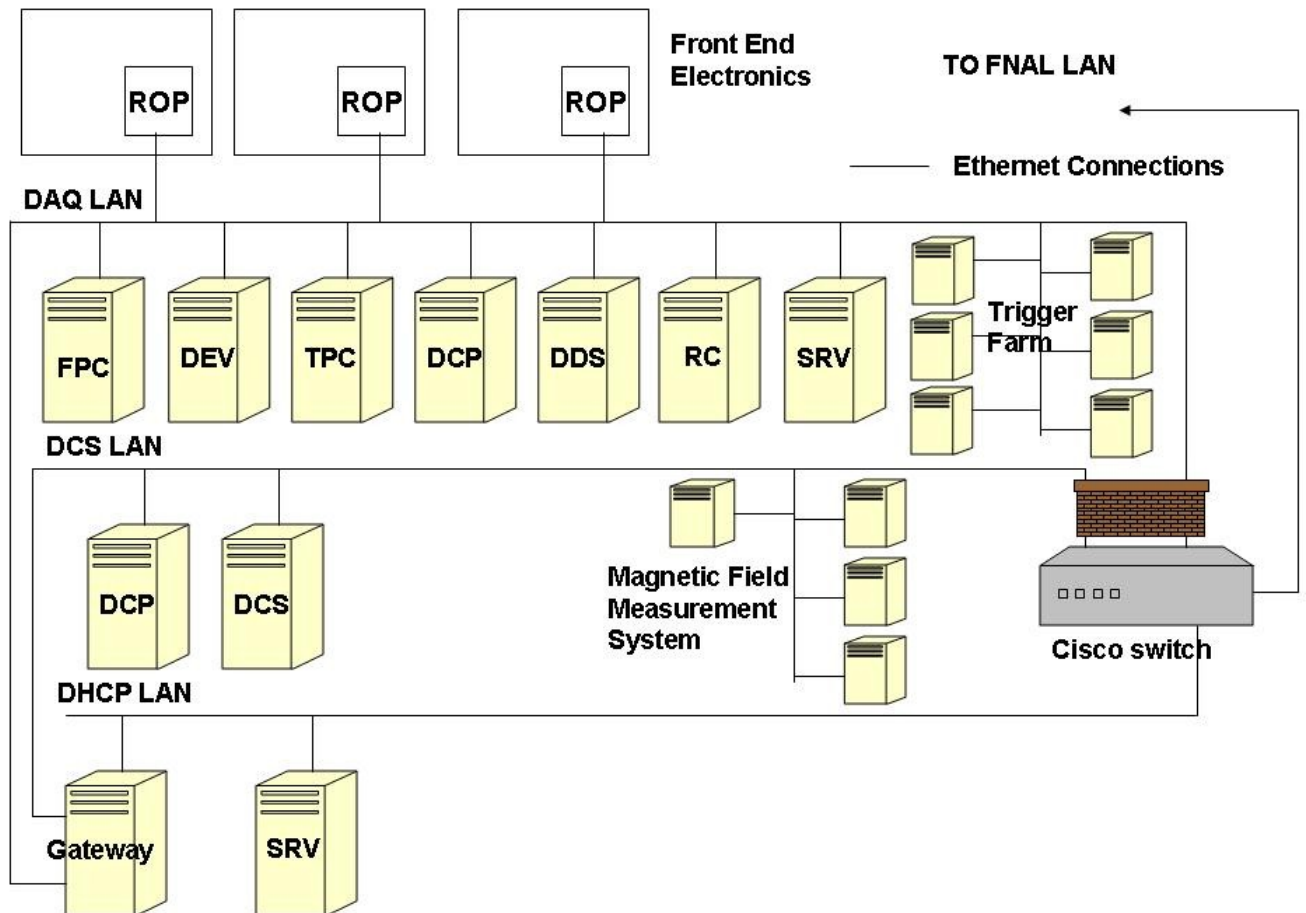 Front End
Electronics
TO FNAL LAN
ROP
ROP
ROP
Ethernet Connections
DAQ LAN
FPC
DEV
TPC
DCP
DDS
RC
SRV
Trigger
Farm
DCS LAN
DCP
DCS
Magnetic Field
Measurement
System
Cisco switch
DHCP LAN
Gateway
SRV